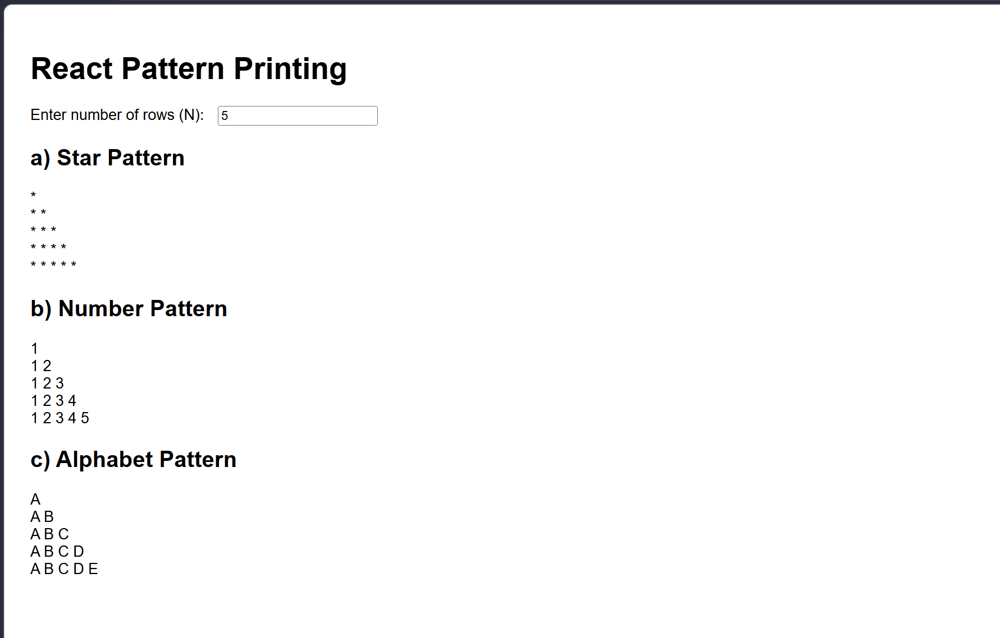 React Pattern Printing
Enter number of rows (N): 5
a) Star Pattern
*
* *
* * *
* * * *
* * * * *
b) Number Pattern
1
1 2
1 2 3
1 2 3 4
1 2 3 4 5
c) Alphabet Pattern
A
A B
A B C
A B C D
A B C D E